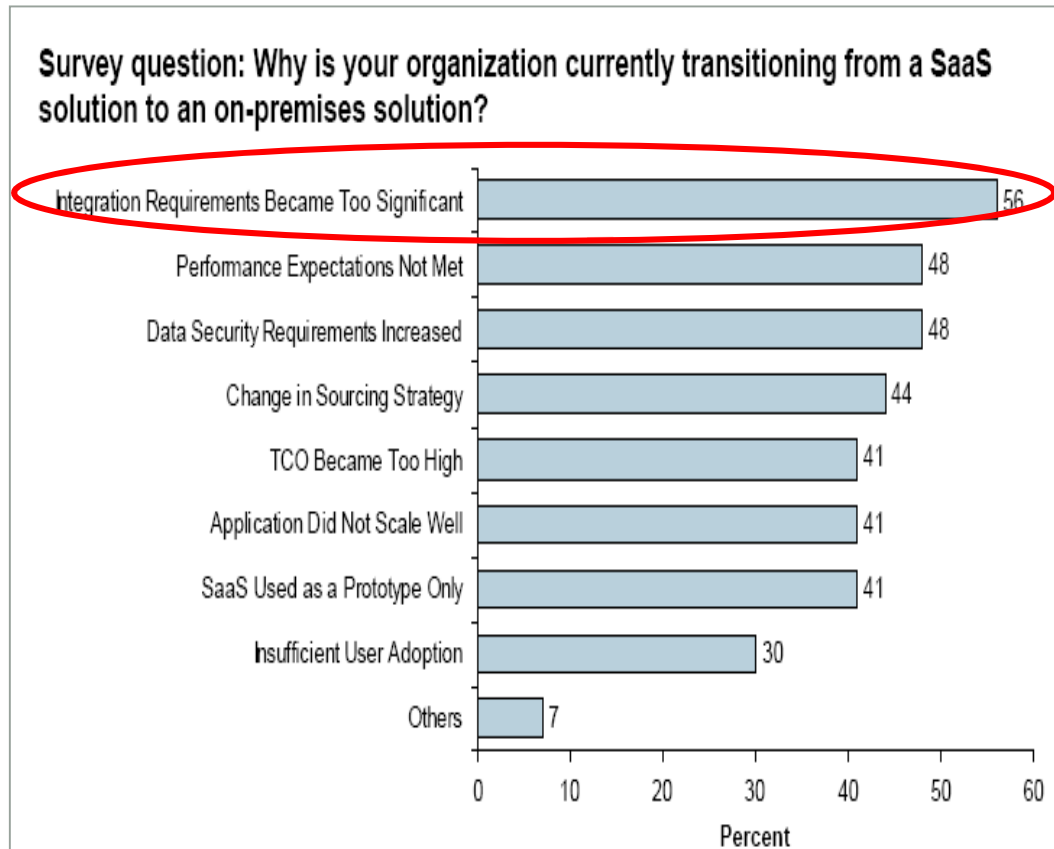 Survey question: Why is your organization currently transitioning from a SaaS
solution to an on-premises solution?
Integration Requirements Became Too Significant 56
Performance Expectations Not Met 48
Data Security Requirements Increased 48
Change in Sourcing Strategy 44
TCO Became Too High 41
Application Did Not Scale Well 41
SaaS Used as a Prototype Only 41
Insufficient User Adoption 30
Others 7
0 10 20 30 40 50 60
Percent